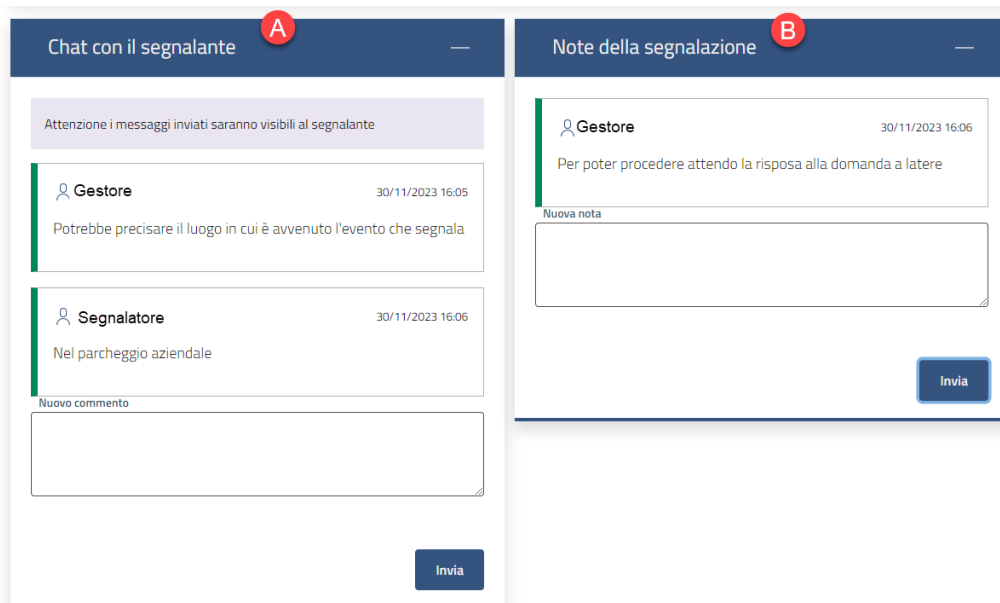 Chat con il segnalante
A
Attenzione i messaggi inviati saranno visibili al segnalante
Gestore
30/11/2023 16:05
Potrebbe precisare il luogo in cui è avvenuto l'evento che segnala
Segnalatore
30/11/2023 16:06
Nel parcheggio aziendale
Nuovo commento
Invia
Note della segnalazione
B
Gestore
30/11/2023 16:06
Per poter procedere attendo la risposa alla domanda a latere
Nuova nota
Invia